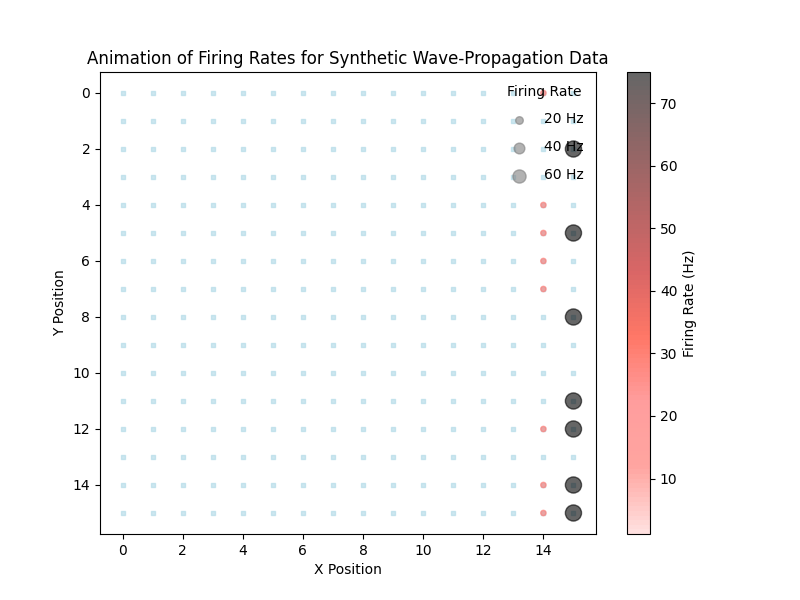 Animation of Firing Rates for Synthetic Wave-Propagation Data
Firing Rate
20 Hz
40 Hz
60 Hz
0
2
4
6
8
10
12
14
Y Position
0
2
4
6
8
10
12
14
X Position
70
60
50
40
30
20
10
Firing Rate (Hz)